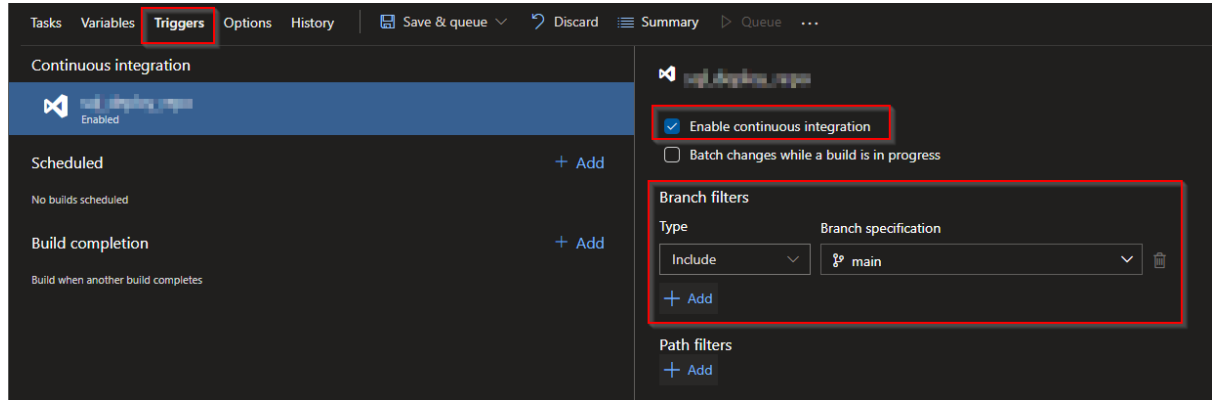 Tasks Variables Triggers Options History Save & queue Discard Summary Queue ...
Continuous integration
Enabled
Scheduled + Add
No builds scheduled
Build completion + Add
Build when another build completes
Enable continuous integration
Batch changes while a build is in progress
Branch filters
Type Branch specification
Include main
+ Add
Path filters
+ Add